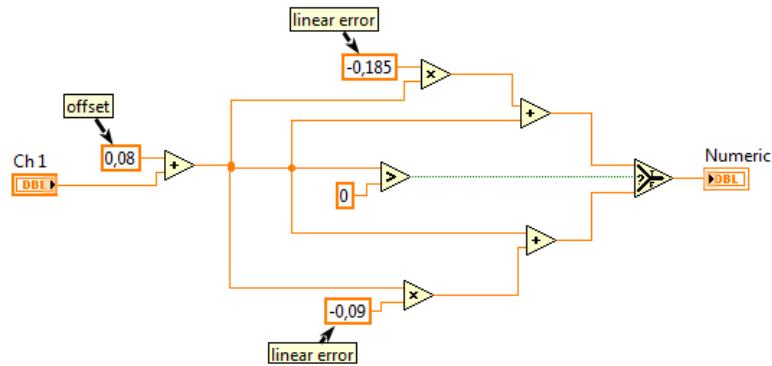 linear error
-0,185
×
offset
+
0,08
Ch 1
+
DBL
>
0
Numeric
? T F
DBL
+
×
-0,09
linear error